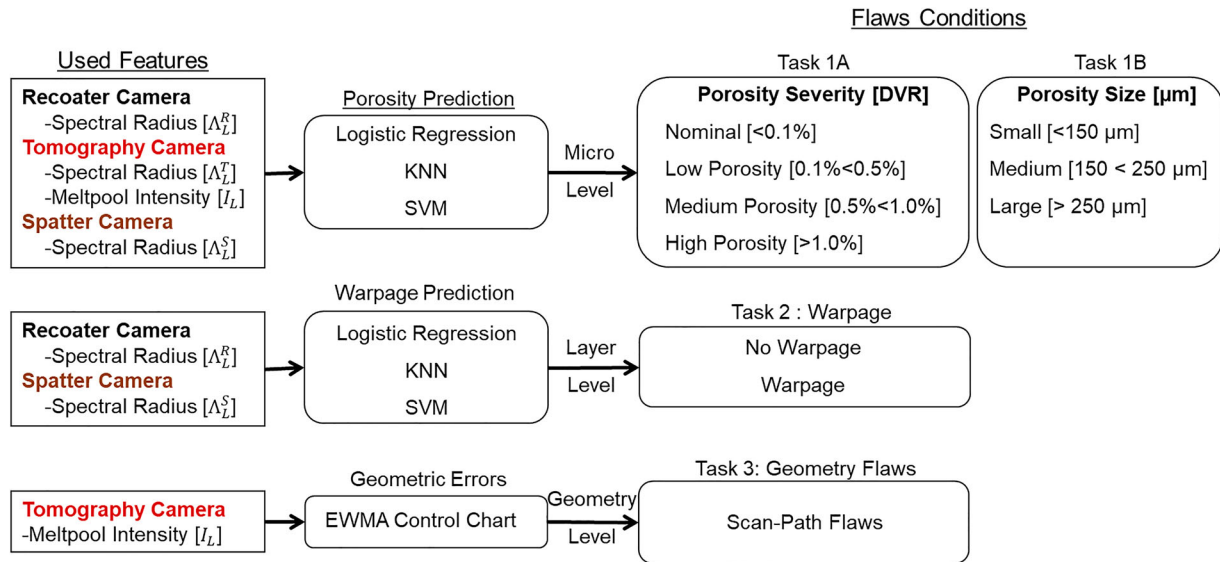 Flaws Conditions
Used Features
Recoater Camera
-Spectral Radius [Λ_L^R]
Tomography Camera
-Spectral Radius [Λ_L^T]
-Meltpool Intensity [I_L]
Spatter Camera
-Spectral Radius [Λ_L^S]
Porosity Prediction
Logistic Regression
KNN
SVM
Micro
Level
Task 1A
Porosity Severity [DVR]
Nominal [<0.1%]
Low Porosity [0.1%<0.5%]
Medium Porosity [0.5%<1.0%]
High Porosity [>1.0%]
Task 1B
Porosity Size [µm]
Small [<150 µm]
Medium [150 < 250 µm]
Large [> 250 µm]
Recoater Camera
-Spectral Radius [Λ_L^R]
Spatter Camera
-Spectral Radius [Λ_L^S]
Warpage Prediction
Logistic Regression
KNN
SVM
Layer
Level
Task 2 : Warpage
No Warpage
Warpage
Tomography Camera
-Meltpool Intensity [I_L]
Geometric Errors
EWMA Control Chart
Geometry
Level
Task 3: Geometry Flaws
Scan-Path Flaws